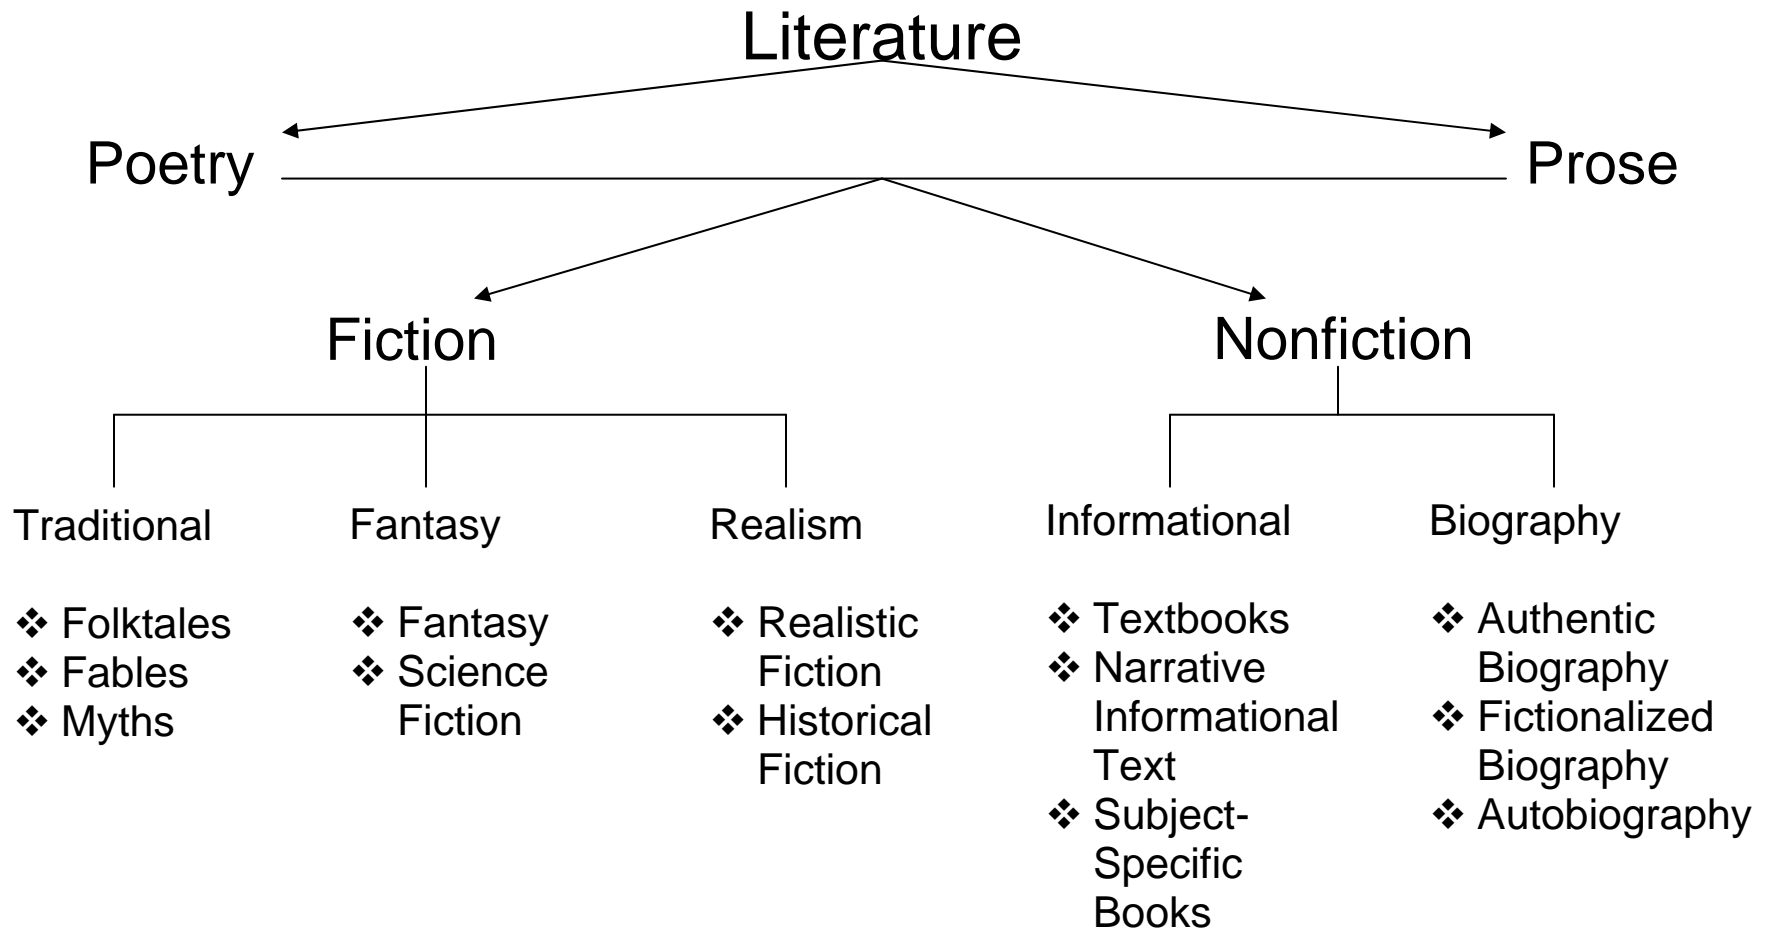 Literature
Poetry
Prose
Fiction
Nonfiction
Traditional
❖ Folktales
❖ Fables
❖ Myths
Fantasy
❖ Fantasy
❖ Science
Fiction
Realism
❖ Realistic
Fiction
❖ Historical
Fiction
Informational
❖ Textbooks
❖ Narrative
Informational
Text
❖ Subject-
Specific
Books
Biography
❖ Authentic
Biography
❖ Fictionalized
Biography
❖ Autobiography